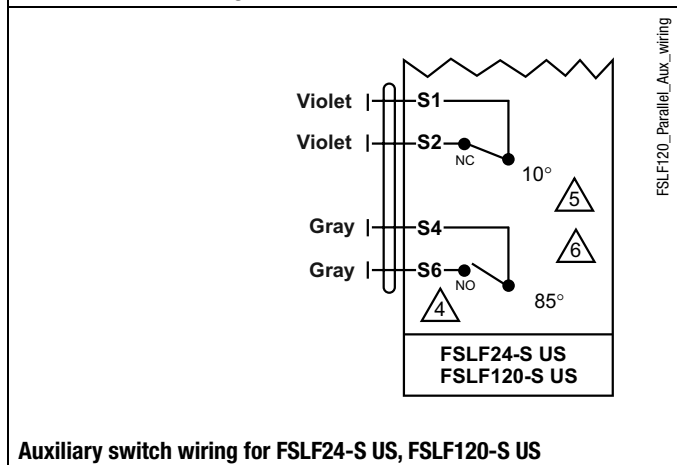 FSLF120_Parallel_Aux_wiring
Violet S1
Violet S2
NC
10°
5
Gray S4
6
Gray S6
NO
4
85°
FSLF24-S US
FSLF120-S US
Auxiliary switch wiring for FSLF24-S US, FSLF120-S US